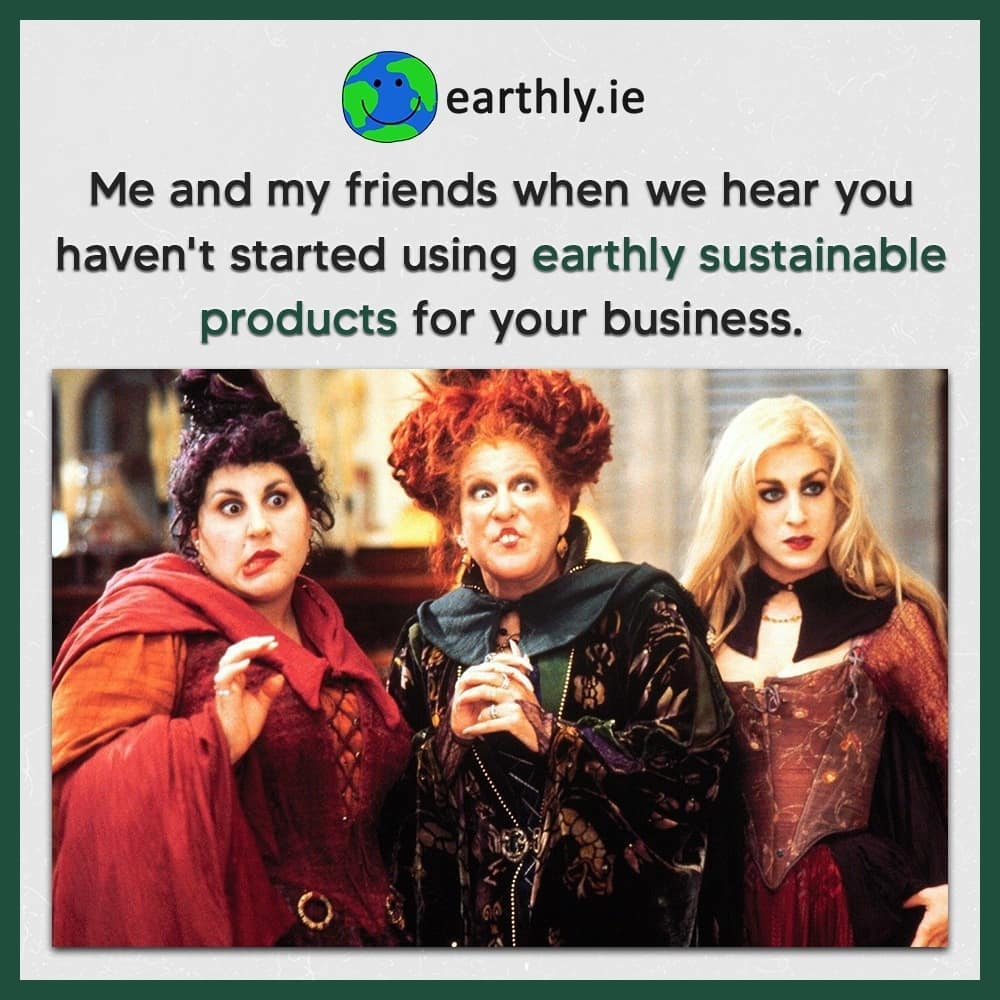 earthly.ie
Me and my friends when we hear you
haven't started using earthly sustainable
products for your business.